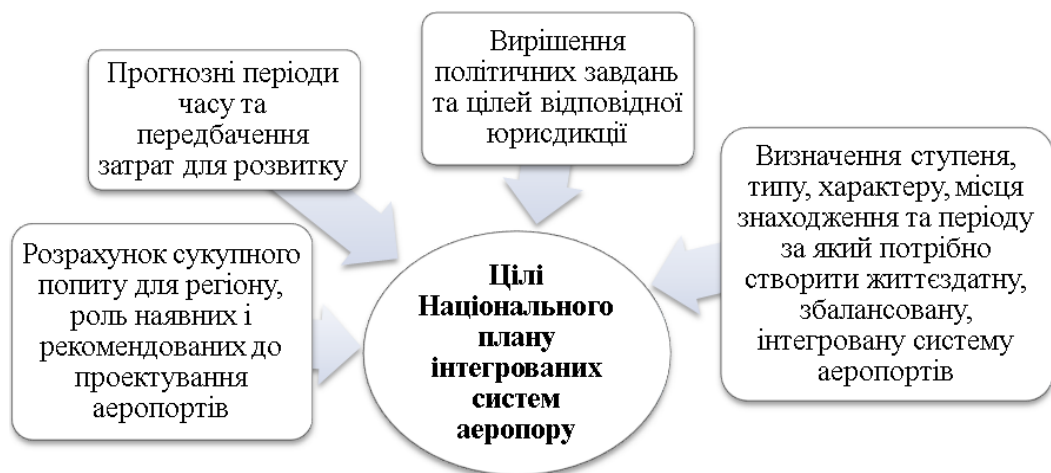 Прогнозні періоди
часу та
передбачення
затрат для розвитку
Вирішення
політичних завдань
та цілей відповідної
юрисдикції
Визначення ступеня,
типу, характеру, місця
знаходження та періоду
за який потрібно
створити життєздатну,
збалансовану,
інтегровану систему
аеропортів
Розрахунок сукупного
попиту для регіону,
роль наявних і
рекомендованих до
проектування
аеропортів
Цілі
Національного
плану
інтегрованих
систем
аеропору